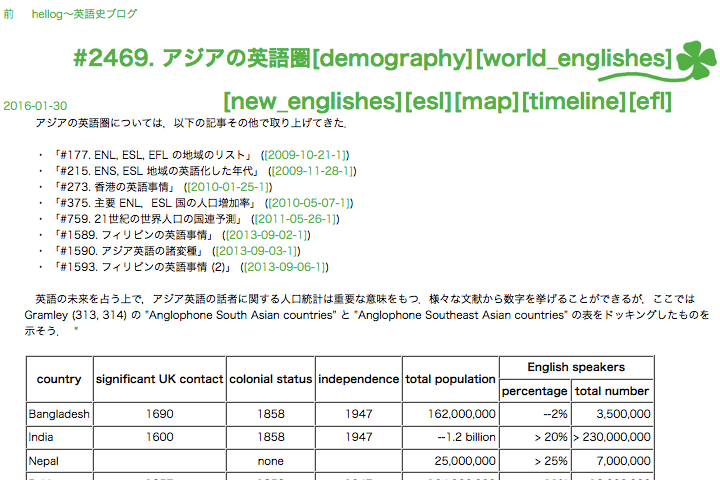 前 hellog〜英語史ブログ
#2469. アジアの英語圏[demography][world_englishes]
[new_englishes][esl][map][timeline][efl]
2016-01-30
アジアの英語圏については，以下の記事その他で取り上げてきた．
・ 「#177. ENL, ESL, EFL の地域のリスト」 ([2009-10-21-1])
・ 「#215. ENS, ESL 地域の英語化した年代」 ([2009-11-28-1])
・ 「#273. 香港の英語事情」 ([2010-01-25-1])
・ 「#375. 主要 ENL，ESL 国の人口増加率」 ([2010-05-07-1])
・ 「#759. 21世紀の世界人口の国連予測」 ([2011-05-26-1])
・ 「#1589. フィリピンの英語事情」 ([2013-09-02-1])
・ 「#1590. アジア英語の諸変種」 ([2013-09-03-1])
・ 「#1593. フィリピンの英語事情 (2)」 ([2013-09-06-1])
英語の未来を占う上で，アジア英語の話者に関する人口統計は重要な意味をもつ．様々な文献から数字を挙げることができるが，ここでは
Gramley (313, 314) の "Anglophone South Asian countries" と "Anglophone Southeast Asian countries" の表をドッキングしたものを
示そう． "
country significant UK contact colonial status independence total population English speakers
percentage total number
Bangladesh 1690 1858 1947 162,000,000 --2% 3,500,000
India 1600 1858 1947 --1.2 billion > 20% > 230,000,000
Nepal none 25,000,000 > 25% 7,000,000